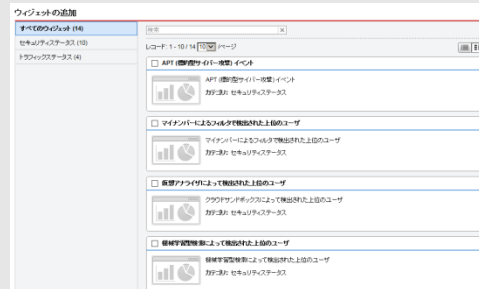 ウィジェットの追加
すべてのウィジェット (14)
セキュリティステータス (10)
トラフィックステータス (4)
検索
レコード: 1 - 10 / 14 10 /ページ
APT (標的型サイバー攻撃) イベント
APT (標的型サイバー攻撃) イベント
カテゴリ: セキュリティステータス
マイナンバーによるフィルタで検出された上位のユーザ
マイナンバーによるフィルタで検出された上位のユーザ
カテゴリ: セキュリティステータス
仮想アナライザによって検出された上位のユーザ
クラウドサンドボックスによって検出された上位のユーザ
カテゴリ: セキュリティステータス
機械学習型検索によって検出された上位のユーザ
機械学習型検索によって検出された上位のユーザ
カテゴリ: セキュリティステータス